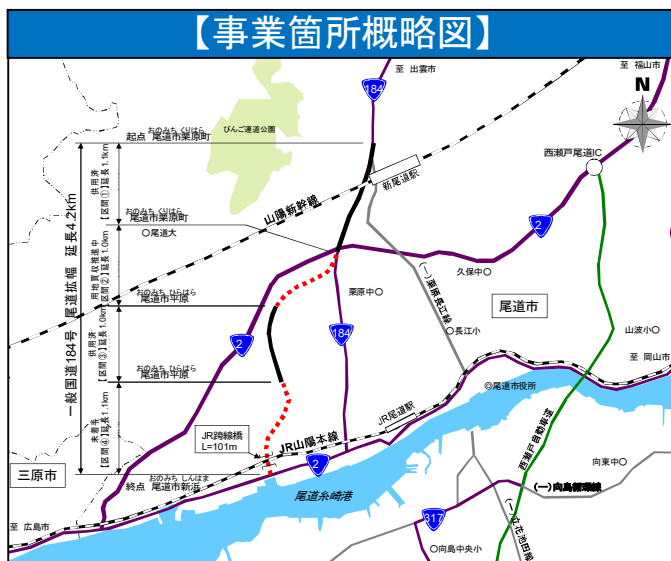 【事業箇所概略図】
至 出雲市
184
至 福山市
N
おのみち くりはら
起点 尾道市栗原町
びんご運道公園
西瀬戸尾道IC
新尾道駅
山陽新幹線
供用済
【区間①】延長1.1km
おのみち くりはら
尾道市栗原町
○尾道大
2
久保中○
用地買収推進中
【区間②】延長1.0km
一般国道184号 尾道拡幅 延長4.2km
おのみち ひらはら
尾道市平原
栗原中○
尾道市
184
○長江小
山波小○
2
供用済
【区間③】延長1.0km
至 岡山市
おのみち ひらはら
尾道市平原
◎尾道市役所
JR尾道駅
未着手
【区間④】延長1.1km
JR跨線橋
L=101m
JR山陽本線
2
西瀬戸自動車道
三原市
向東中○
おのみち しんはま
終点 尾道市新浜
尾道糸崎港
(一)向島循環線
至 広島市
317
○向島中央小
(一)立花池田線